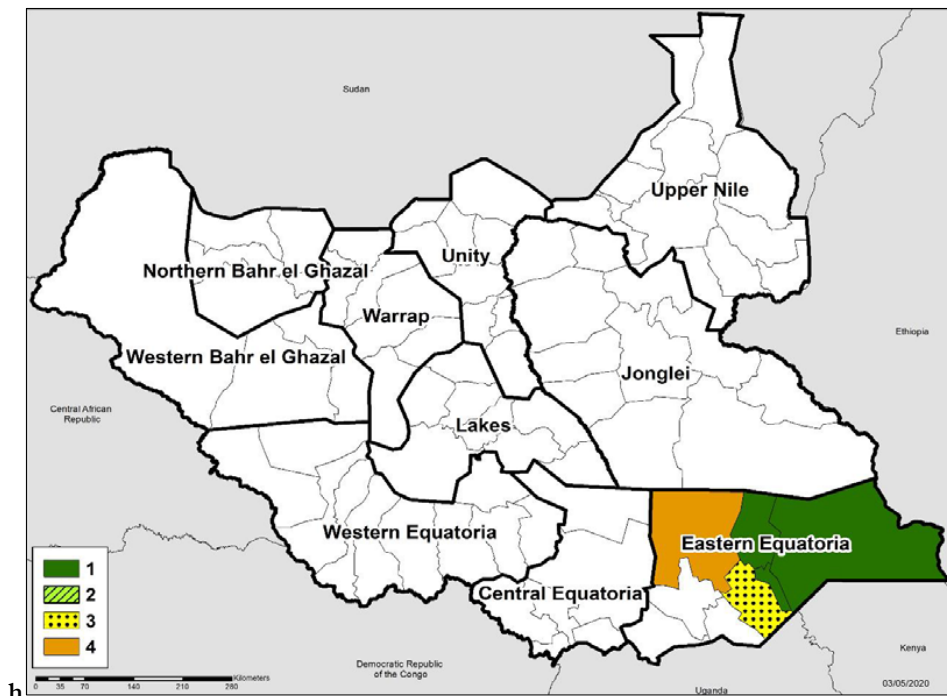 Sudan
Upper Nile
Unity
Northern Bahr el Ghazal
Warrap
Ethiopia
Western Bahr el Ghazal
Jonglei
Central African
Republic
Lakes
Western Equatoria
Eastern Equatoria
Central Equatoria
1
2
3
4
Kenya
Democratic Republic
of the Congo
Kilometers
0 35 70 140 210 280
03/05/2020
Uganda
h